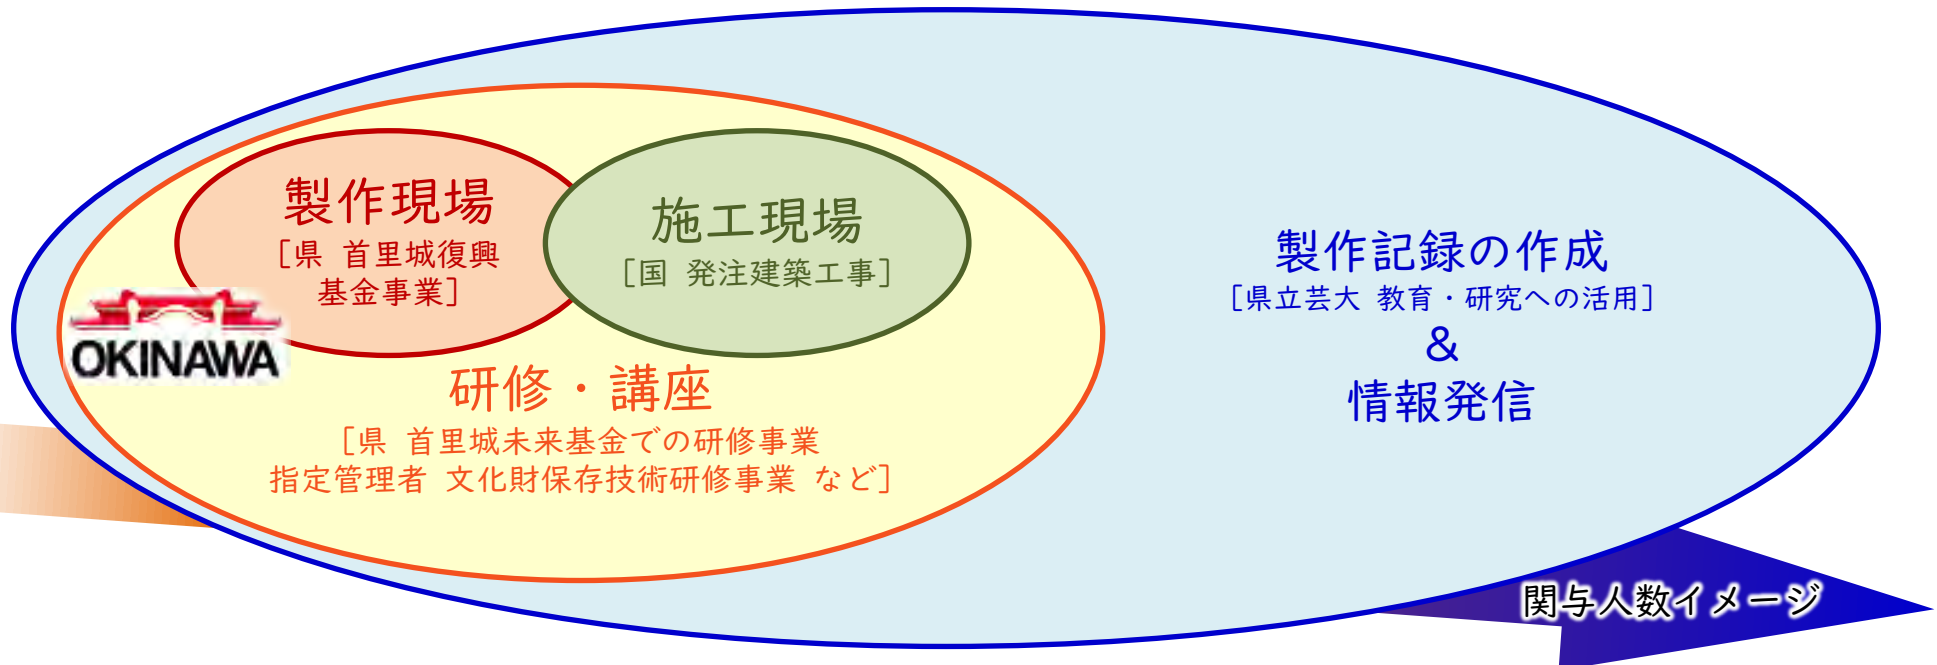 製作現場
［県 首里城復興
基金事業］
施工現場
［国 発注建築工事］
OKINAWA
研修・講座
［県 首里城未来基金での研修事業
指定管理者 文化財保存技術研修事業 など］
製作記録の作成
［県立芸大 教育・研究への活用］
＆
情報発信
関与人数イメージ